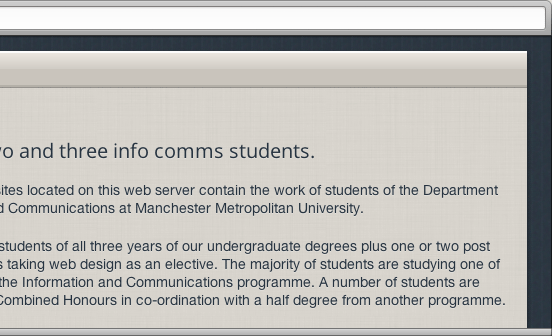 and three info comms students.
sites located on this web server contain the work of students of the Department
Communications at Manchester Metropolitan University.
students of all three years of our undergraduate degrees plus one or two post
taking web design as an elective. The majority of students are studying one of
the Information and Communications programme. A number of students are
Combined Honours in co-ordination with a half degree from another programme.